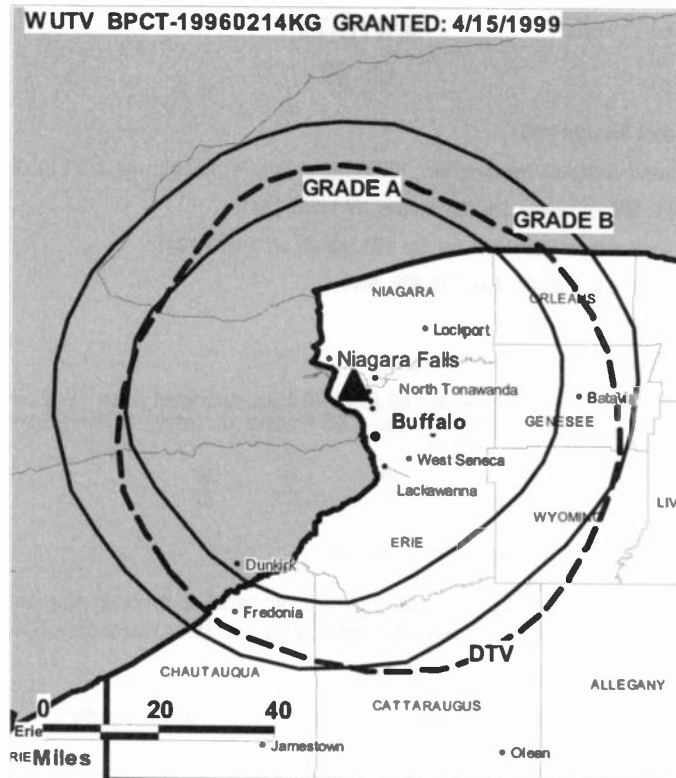 WUTV BPCT-19960214KG GRANTED: 4/15/1999
GRADE A
GRADE B
NIAGARA
ORLEANS
Lockport
Niagara Falls
North Tonawanda
Batavia
Buffalo
GENESEE
West Seneca
Lackawanna
WYOMING
LIV
ERIE
Dunkirk
Fredonia
DTV
CHAUTAUQUA
ALLEGANY
CATTARAUGUS
0 20 40
Erie
RIE Miles
Jamestown
Olean